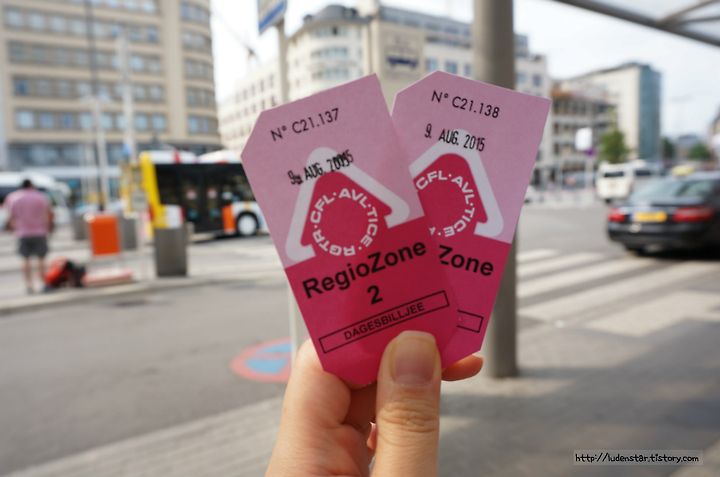 N° C21.137
9. AUG. 2015
RGTR·CFL·AVL·TICE·
RegioZone
2
DAGESBILLJEE
N° C21.138
9. AUG. 2015
CFL·AVL·TICE·
Zone
http://ludenstar.tistory.com